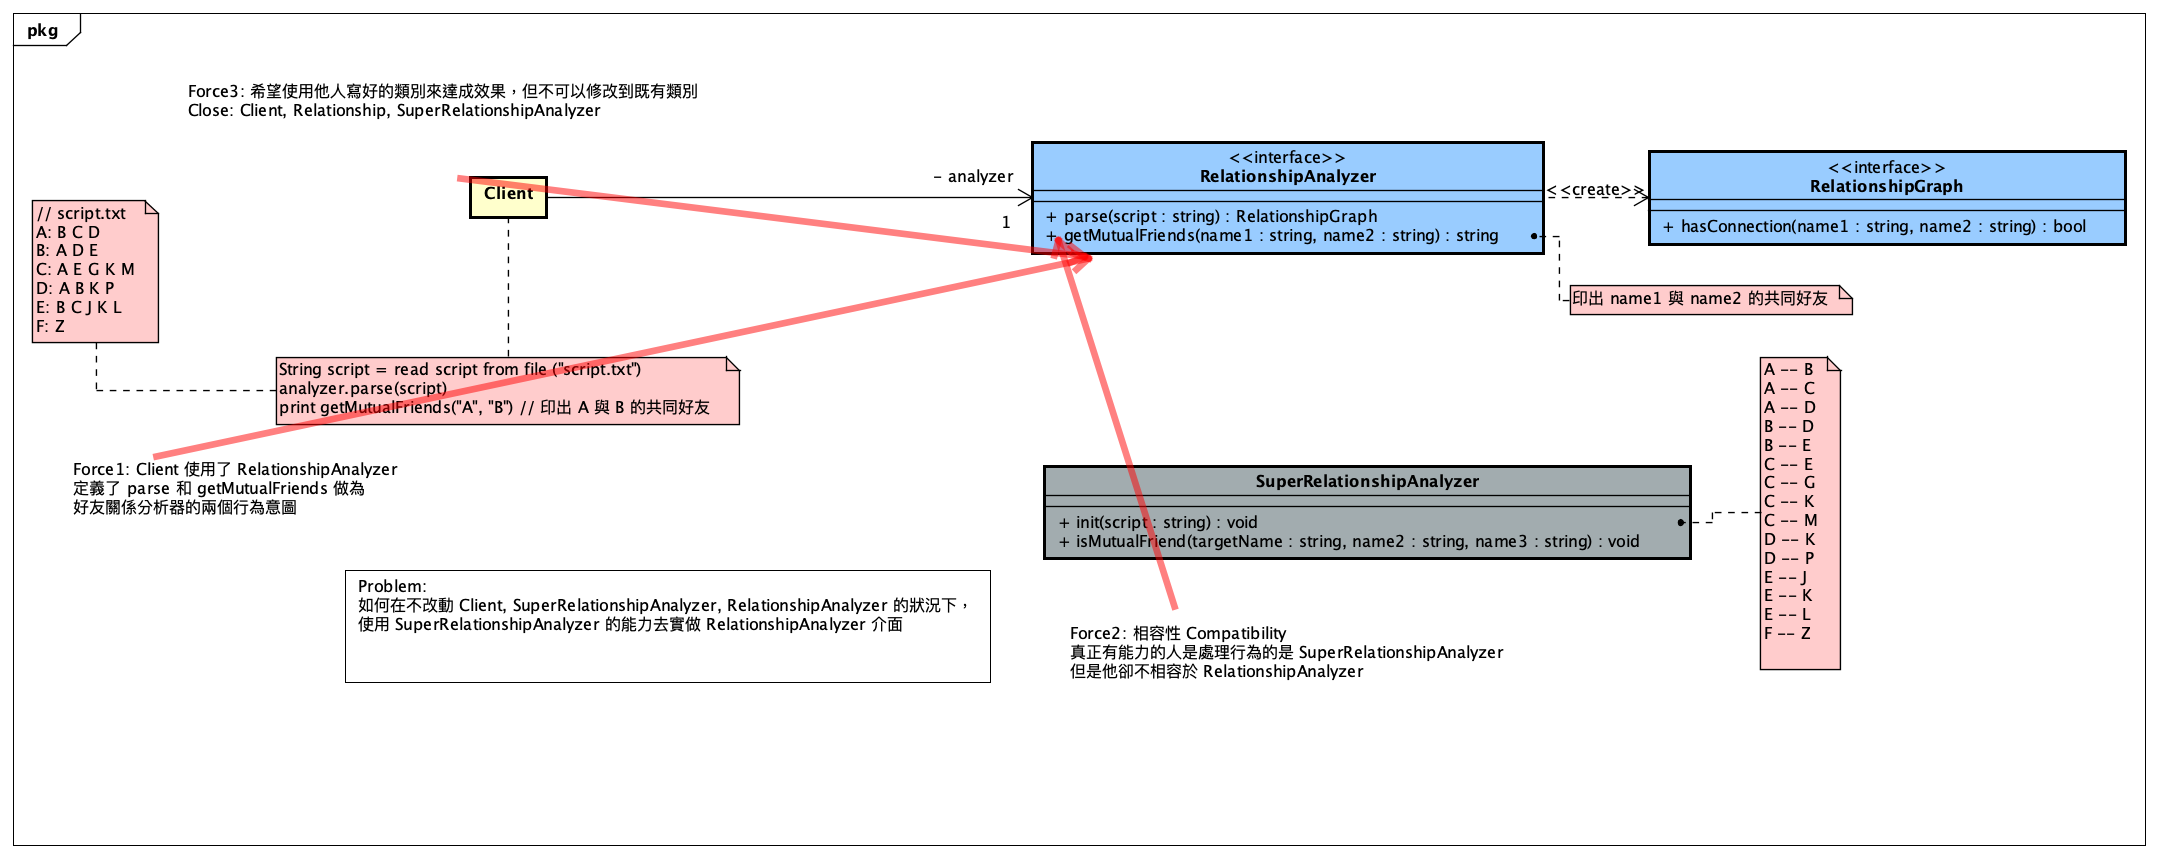 pkg
Force3: 希望使用他人寫好的類別來達成效果，但不可以修改到既有類別
Close: Client, Relationship, SuperRelationshipAnalyzer
// script.txt
A: B C D
B: A D E
C: A E G K M
D: A B K P
E: B C J K L
F: Z
Client
- analyzer
1
<<interface>>
RelationshipAnalyzer
+ parse(script : string) : RelationshipGraph
+ getMutualFriends(name1 : string, name2 : string) : string
<<create>>
<<interface>>
RelationshipGraph
+ hasConnection(name1 : string, name2 : string) : bool
印出 name1 與 name2 的共同好友
String script = read script from file ("script.txt")
analyzer.parse(script)
print getMutualFriends("A", "B") // 印出 A 與 B 的共同好友
Force1: Client 使用了 RelationshipAnalyzer
定義了 parse 和 getMutualFriends 做為
好友關係分析器的兩個行為意圖
SuperRelationshipAnalyzer
+ init(script : string) : void
+ isMutualFriend(targetName : string, name2 : string, name3 : string) : void
A -- B
A -- C
A -- D
B -- D
B -- E
C -- E
C -- G
C -- K
C -- M
D -- K
D -- P
E -- J
E -- K
E -- L
F -- Z
Problem:
如何在不改動 Client, SuperRelationshipAnalyzer, RelationshipAnalyzer 的狀況下，
使用 SuperRelationshipAnalyzer 的能力去實做 RelationshipAnalyzer 介面
Force2: 相容性 Compatibility
真正有能力的人是處理行為的是 SuperRelationshipAnalyzer
但是他卻不相容於 RelationshipAnalyzer